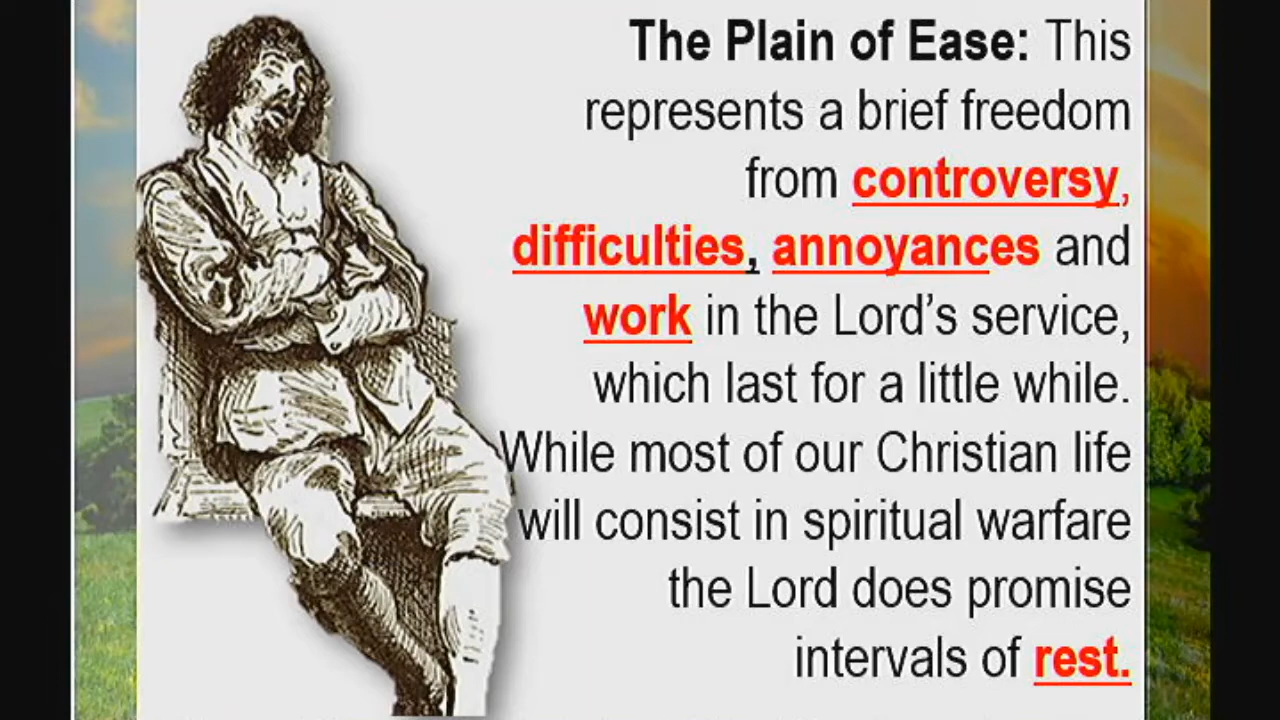 The Plain of Ease: This
represents a brief freedom
from controversy,
difficulties, annoyances and
work in the Lord’s service,
which last for a little while.
While most of our Christian life
will consist in spiritual warfare
the Lord does promise
intervals of rest.